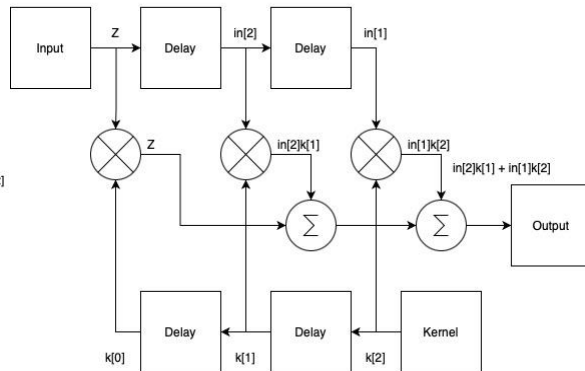 Z
in[2]
in[1]
Input
Delay
Delay
Z
in[2]k[1]
in[1]k[2]
in[2]k[1] + in[1]k[2]
Σ
Σ
Output
Delay
Delay
Kernel
k[0]
k[1]
k[2]